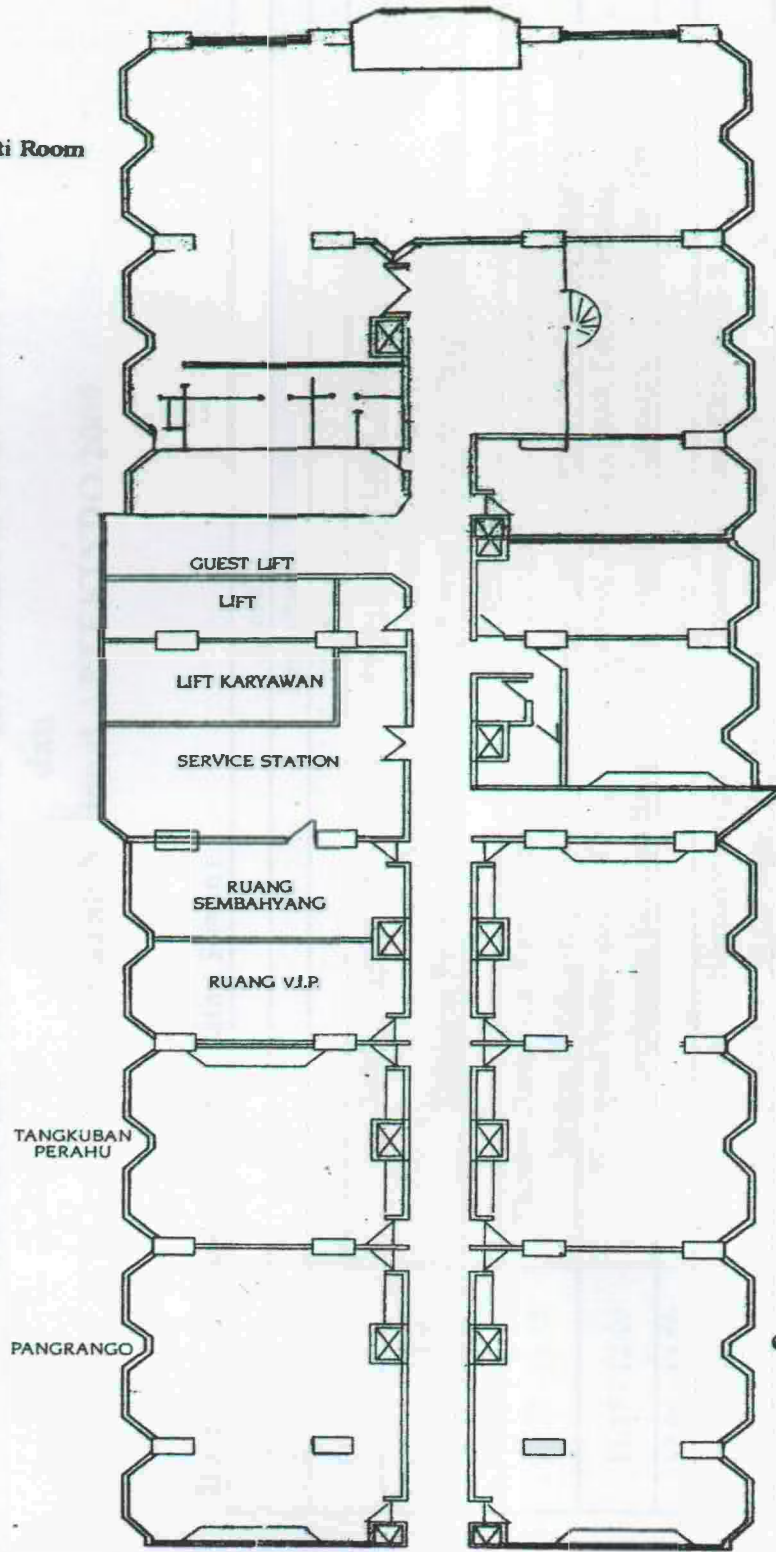 ti Room
GUEST LIFT
LIFT
LIFT KARYAWAN
SERVICE STATION
RUANG
SEMBAHYANG
RUANG V.I.P.
TANGKUBAN
PERAHU
PANGRANGO